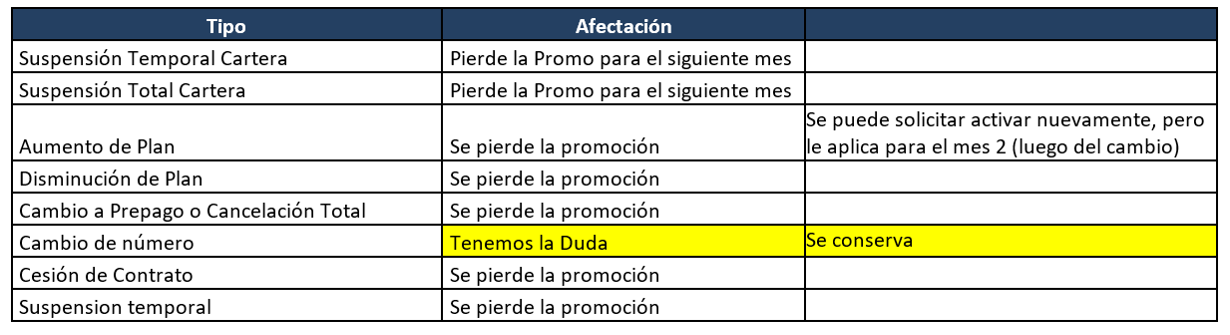 Tipo Afectación
Suspensión Temporal Cartera Pierde la Promo para el siguiente mes
Suspensión Total Cartera Pierde la Promo para el siguiente mes
Aumento de Plan Se pierde la promoción Se puede solicitar activar nuevamente, pero
le aplica para el mes 2 (luego del cambio)
Disminución de Plan Se pierde la promoción
Cambio a Prepago o Cancelación Total Se pierde la promoción
Cambio de número Tenemos la Duda Se conserva
Cesión de Contrato Se pierde la promoción
Suspension temporal Se pierde la promoción